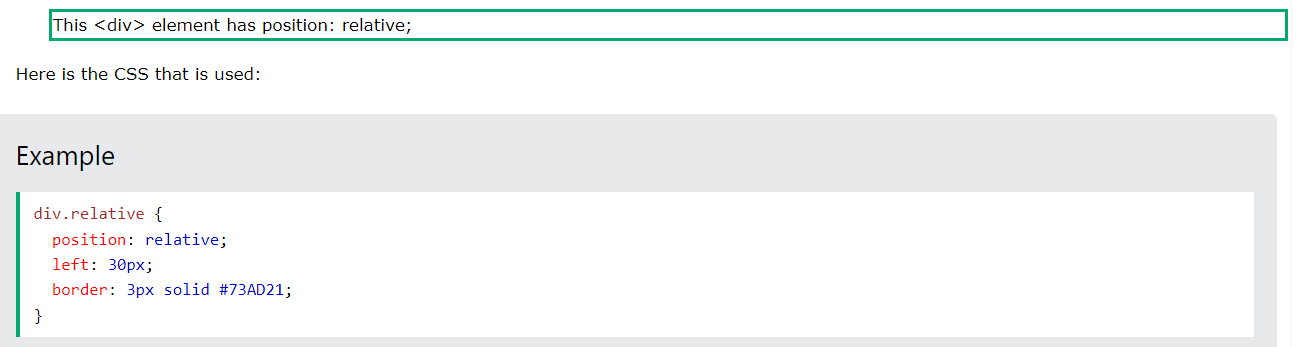 This <div> element has position: relative;
Here is the CSS that is used:
Example
div.relative {
  position: relative;
  left: 30px;
  border: 3px solid #73AD21;
}